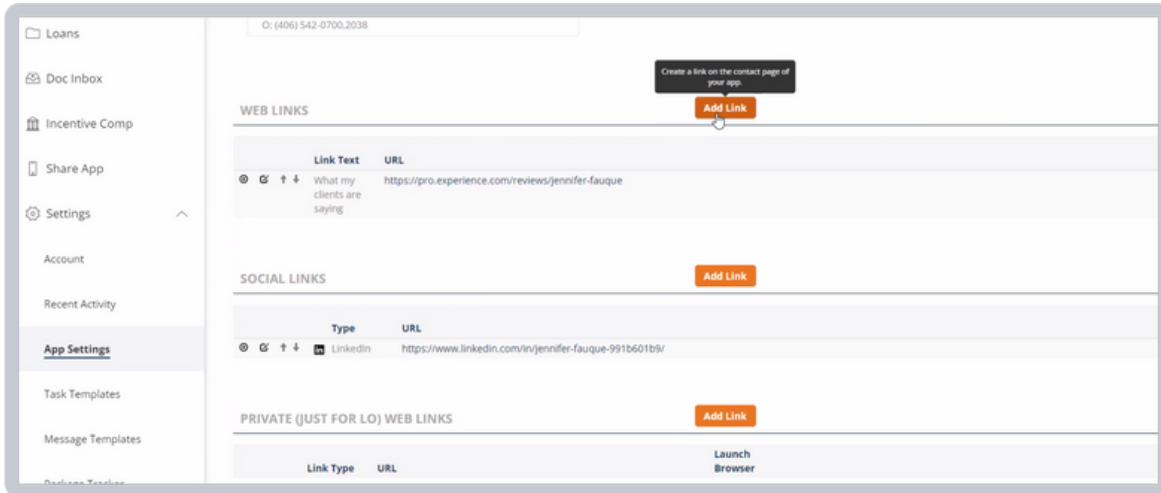 Loans
Doc Inbox
Incentive Comp
Share App
Settings
Account
Recent Activity
App Settings
Task Templates
Message Templates
Package Tracker
O: (406) 542-0700,2038
Create a link on the contact page of
your app.
WEB LINKS
Add Link
Link Text URL
What my
clients are
saying
https://pro.experience.com/reviews/jennifer-fauque
SOCIAL LINKS
Add Link
Type URL
in LinkedIn https://www.linkedin.com/in/jennifer-fauque-991b601b9/
PRIVATE (JUST FOR LO) WEB LINKS
Add Link
Link Type URL
Launch
Browser